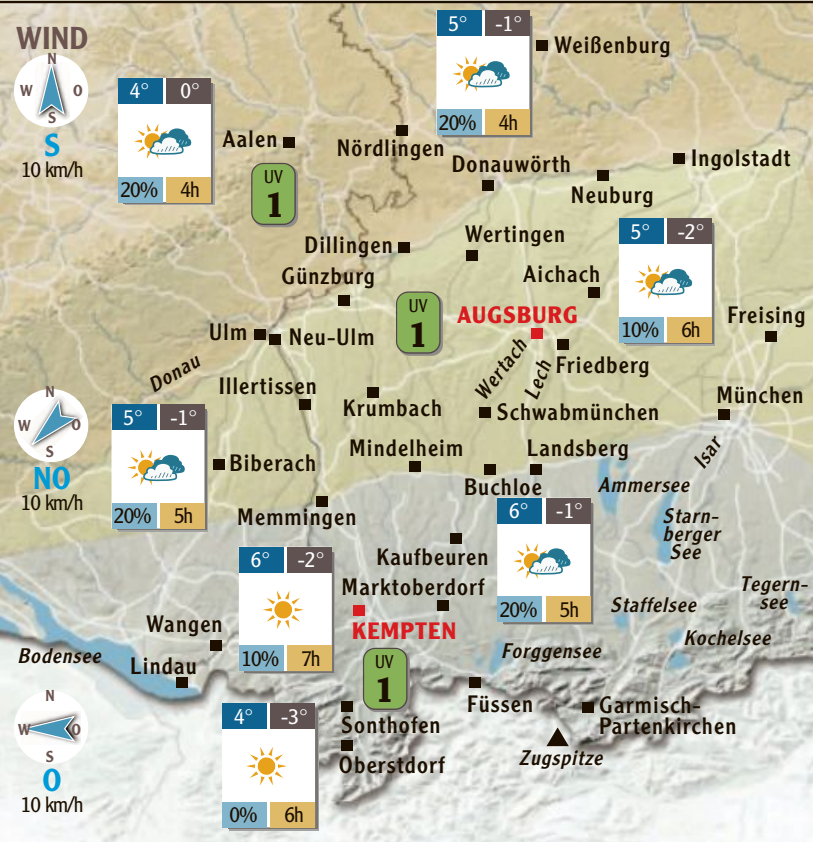 WIND
N
W O
S
S
10 km/h
4° 0°
20% 4h
5° -1°
20% 4h
Weißenburg
Aalen
Nördlingen
UV
1
Donauwörth
Ingolstadt
Neuburg
Dillingen
Wertingen
5° -2°
10% 6h
Günzburg
Aichach
UV
1
AUGSBURG
Freising
Ulm
Neu-Ulm
Wertach
Lech
Friedberg
Donau
Illertissen
Krumbach
Schwabmünchen
München
N
W O
S
NO
10 km/h
5° -1°
20% 5h
Biberach
Mindelheim
Landsberg
Isar
Buchloe
Ammersee
Memmingen
6° -1°
20% 5h
Starn-
berger
See
Kaufbeuren
6° -2°
10% 7h
Marktoberdorf
KEMPTEN
Staffelsee
Tegern-
see
Wangen
Kochelsee
Bodensee
Lindau
Forggensee
UV
1
Füssen
Garmisch-
Partenkirchen
N
W O
S
O
10 km/h
4° -3°
0% 6h
Sonthofen
Oberstdorf
Zugspitze